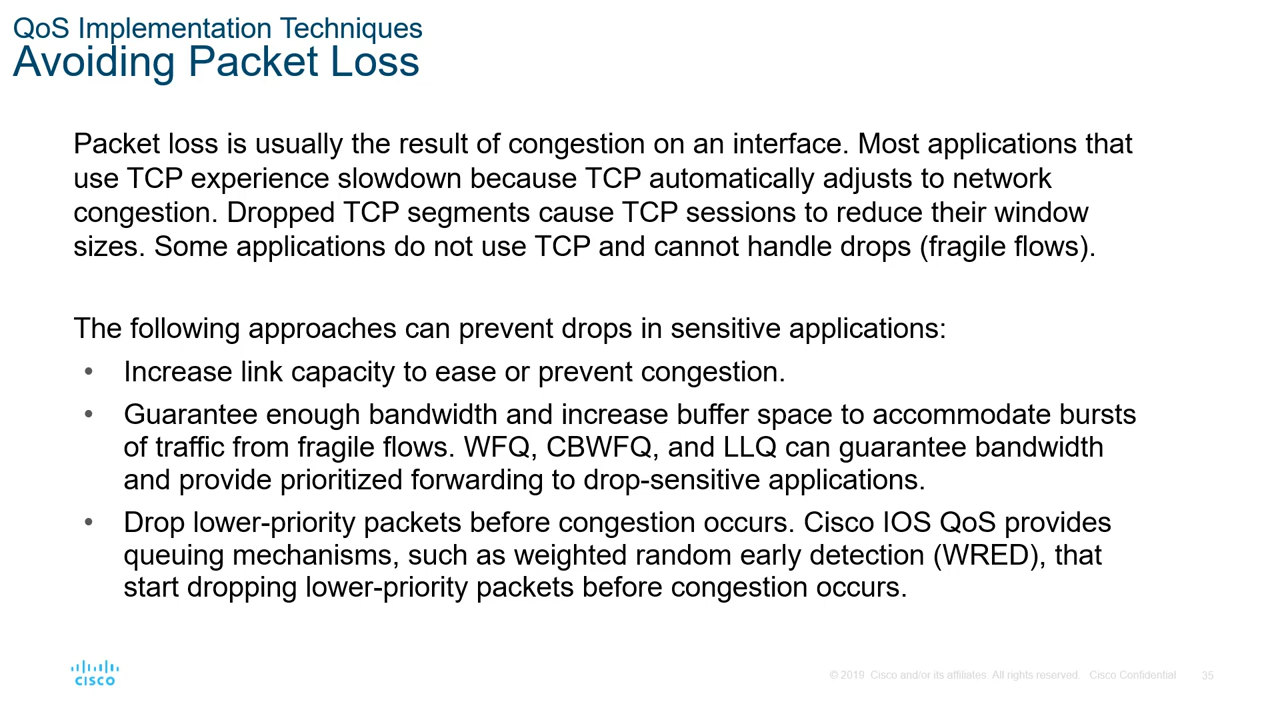 QoS Implementation Techniques
Avoiding Packet Loss
Packet loss is usually the result of congestion on an interface. Most applications that
use TCP experience slowdown because TCP automatically adjusts to network
congestion. Dropped TCP segments cause TCP sessions to reduce their window
sizes. Some applications do not use TCP and cannot handle drops (fragile flows).
The following approaches can prevent drops in sensitive applications:
• Increase link capacity to ease or prevent congestion.
• Guarantee enough bandwidth and increase buffer space to accommodate bursts
of traffic from fragile flows. WFQ, CBWFQ, and LLQ can guarantee bandwidth
and provide prioritized forwarding to drop-sensitive applications.
• Drop lower-priority packets before congestion occurs. Cisco IOS QoS provides
queuing mechanisms, such as weighted random early detection (WRED), that
start dropping lower-priority packets before congestion occurs.
CISCO
© 2019 Cisco and/or its affiliates. All rights reserved. Cisco Confidential 35